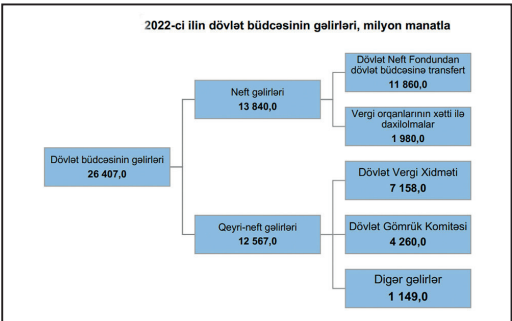 2022-ci ilin dövlət büdcəsinin gəlirləri, milyon manatla
Dövlət büdcəsinin gəlirləri
26 407,0
Neft gəlirləri
13 840,0
Dövlət Neft Fondundan
dövlət büdcəsinə transfert
11 860,0
Vergi orqanlarının xətti ilə
daxilolmalar
1 980,0
Qeyri-neft gəlirləri
12 567,0
Dövlət Vergi Xidməti
7 158,0
Dövlət Gömrük Komitəsi
4 260,0
Digər gəlirlər
1 149,0